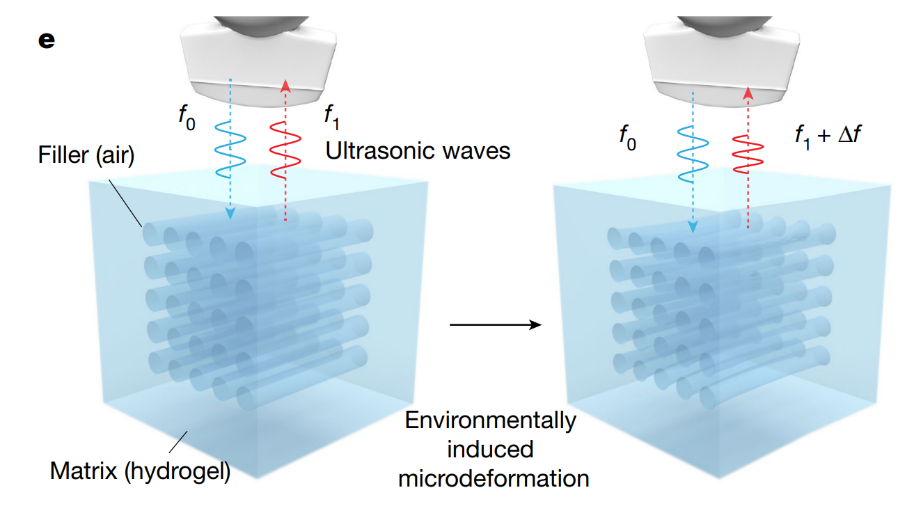 e
f0
f1
Ultrasonic waves
Filler (air)
Matrix (hydrogel)
Environmentally
induced
microdeformation
f0
f1 + Δf